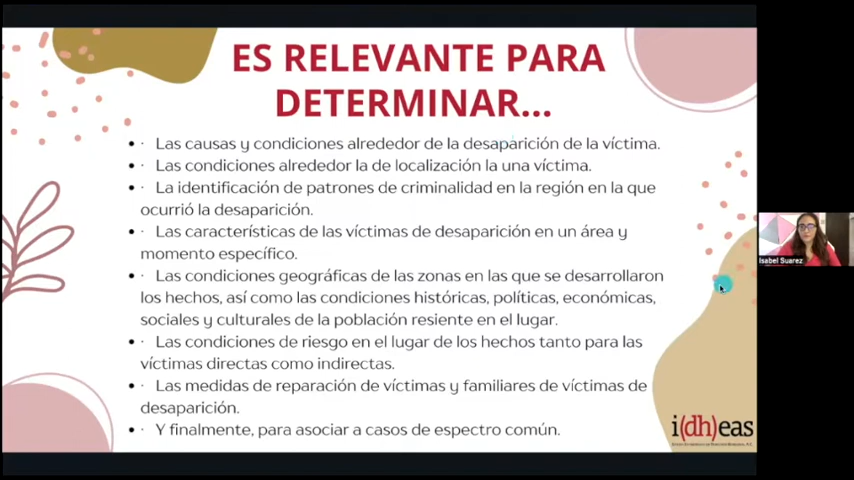 ES RELEVANTE PARA
DETERMINAR...
• · Las causas y condiciones alrededor de la desaparición de la víctima.
• · Las condiciones alrededor la de localización la una víctima.
• · La identificación de patrones de criminalidad en la región en la que
ocurrió la desaparición.
• · Las características de las víctimas de desaparición en un área y
momento específico.
• · Las condiciones geográficas de las zonas en las que se desarrollaron
los hechos, así como las condiciones históricas, políticas, económicas,
sociales y culturales de la población resiente en el lugar.
• · Las condiciones de riesgo en el lugar de los hechos tanto para las
víctimas directas como indirectas.
• · Las medidas de reparación de víctimas y familiares de víctimas de
desaparición.
• · Y finalmente, para asociar a casos de espectro común.
i(dh)eas
Isabel Suarez